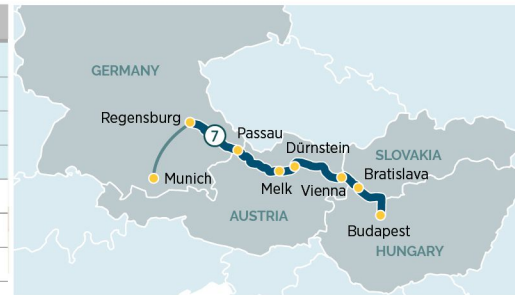 GERMANY
Regensburg
7
Passau
Dürnstein
SLOVAKIA
Munich
Melk
Vienna
Bratislava
AUSTRIA
Budapest
HUNGARY